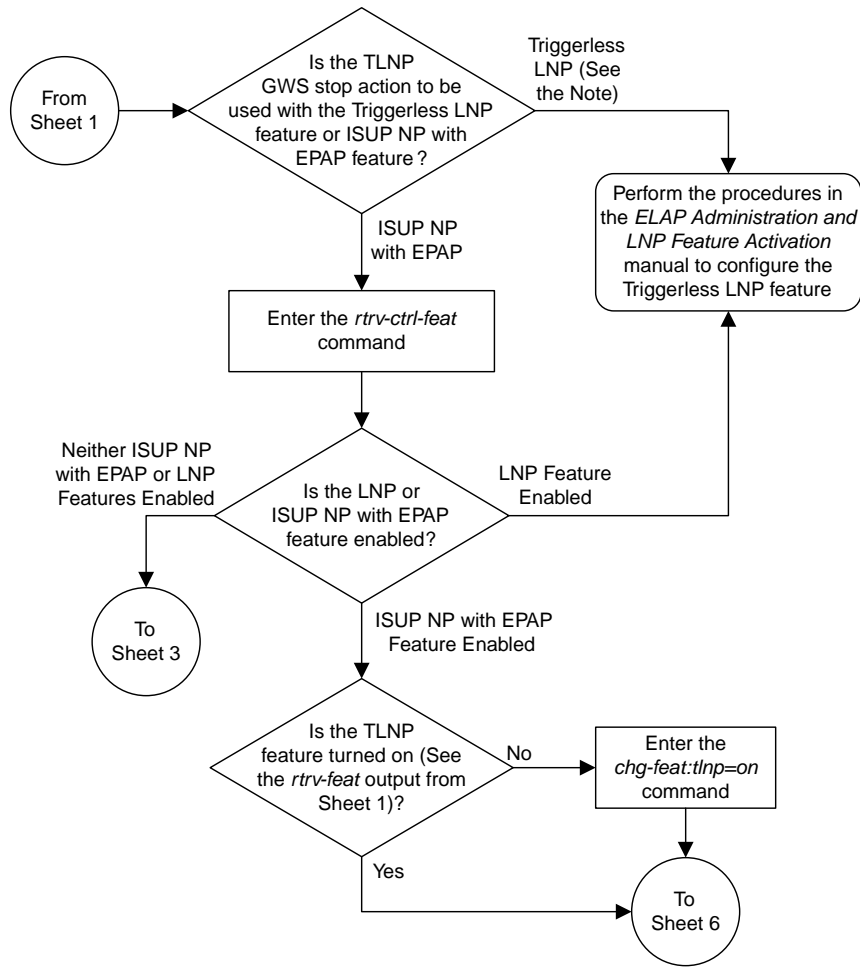 From
Sheet 1
Is the TLNP
GWS stop action to be
used with the Triggerless LNP
feature or ISUP NP with
EPAP feature ?
Triggerless
LNP (See
the Note)
Perform the procedures in
the ELAP Administration and
LNP Feature Activation
manual to configure the
Triggerless LNP feature
ISUP NP
with EPAP
Enter the rtrv-ctrl-feat
command
Neither ISUP NP
with EPAP or LNP
Features Enabled
Is the LNP or
ISUP NP with EPAP
feature enabled?
LNP Feature
Enabled
To
Sheet 3
ISUP NP with EPAP
Feature Enabled
Is the TLNP
feature turned on (See
the rtrv-feat output from
Sheet 1)?
No
Enter the
chg-feat:tlnp=on
command
Yes
To
Sheet 6